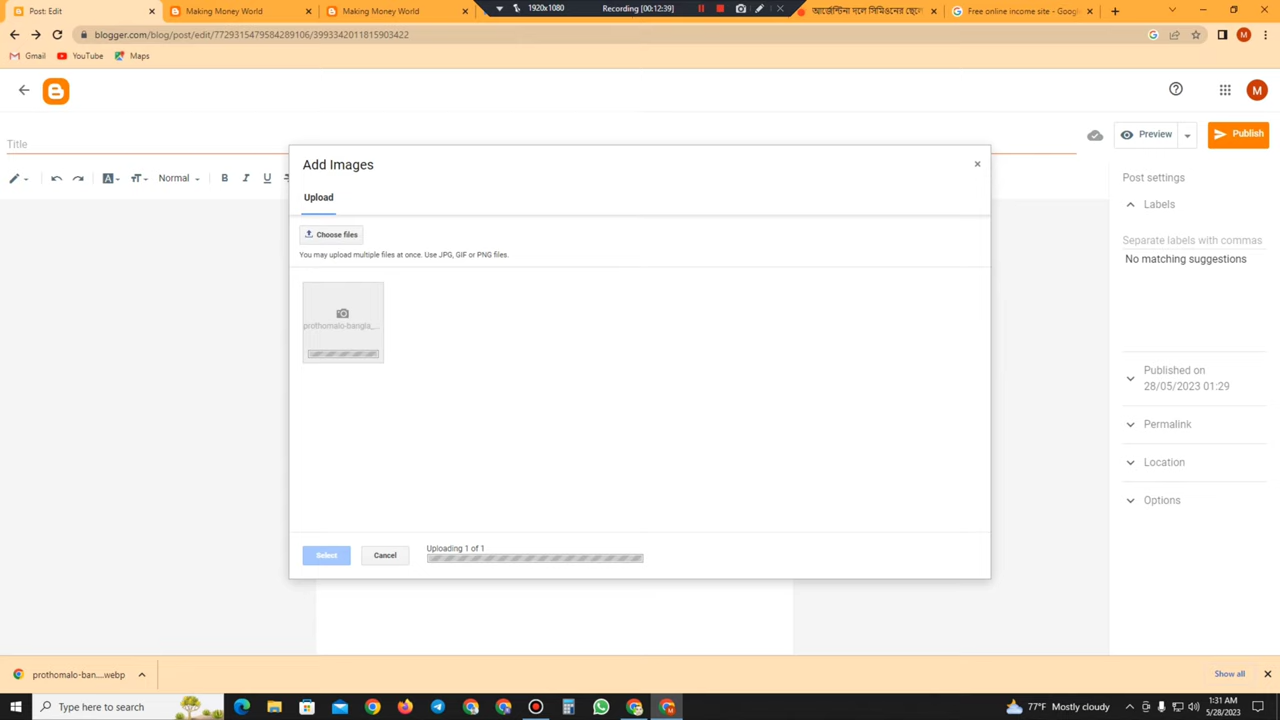 Post: Edit
Making Money World
Making Money World
1920x1080
Recording [00:12:39]
আর্জেন্টিনা দলে সিমিওনের ছেলে
Free online income site - Goog
blogger.com/blog/post/edit/7729315479584289106/3993342011815903422
M
Gmail
YouTube
Maps
M
Title
Preview
Publish
Normal
B
I
U
Add Images
Upload
Choose files
You may upload multiple files at once. Use JPG, GIF or PNG files.
prothomalo-bangla_...
Select
Cancel
Uploading 1 of 1
Post settings
Labels
Separate labels with commas
No matching suggestions
Published on
28/05/2023 01:29
Permalink
Location
Options
prothomalo-ban....webp
Show all
Type here to search
77°F Mostly cloudy
1:31 AM
5/28/2023